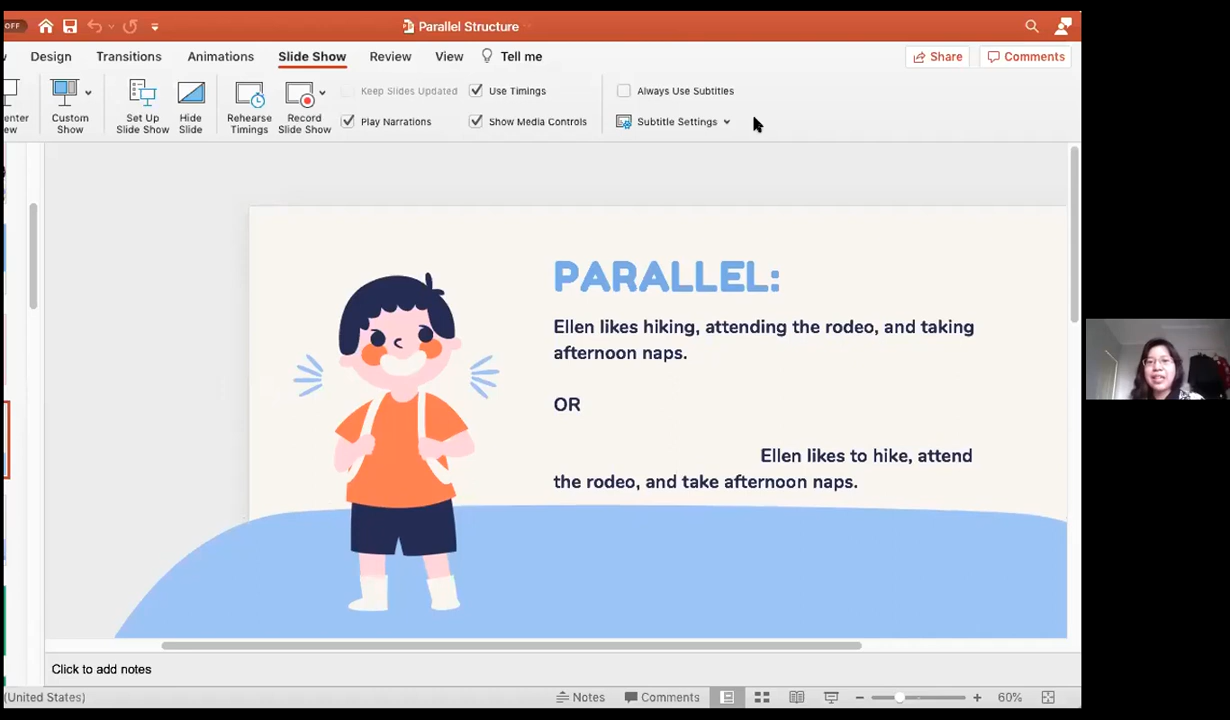 OFF
Parallel Structure
Design Transitions Animations Slide Show Review View Tell me Share Comments
Keep Slides Updated Use Timings Always Use Subtitles
Custom Show Set Up Slide Show Hide Slide Rehearse Timings Record Slide Show
Play Narrations Show Media Controls Subtitle Settings
PARALLEL:
Ellen likes hiking, attending the rodeo, and taking
afternoon naps.
OR
Ellen likes to hike, attend
the rodeo, and take afternoon naps.
Click to add notes
(United States) Notes Comments 60%